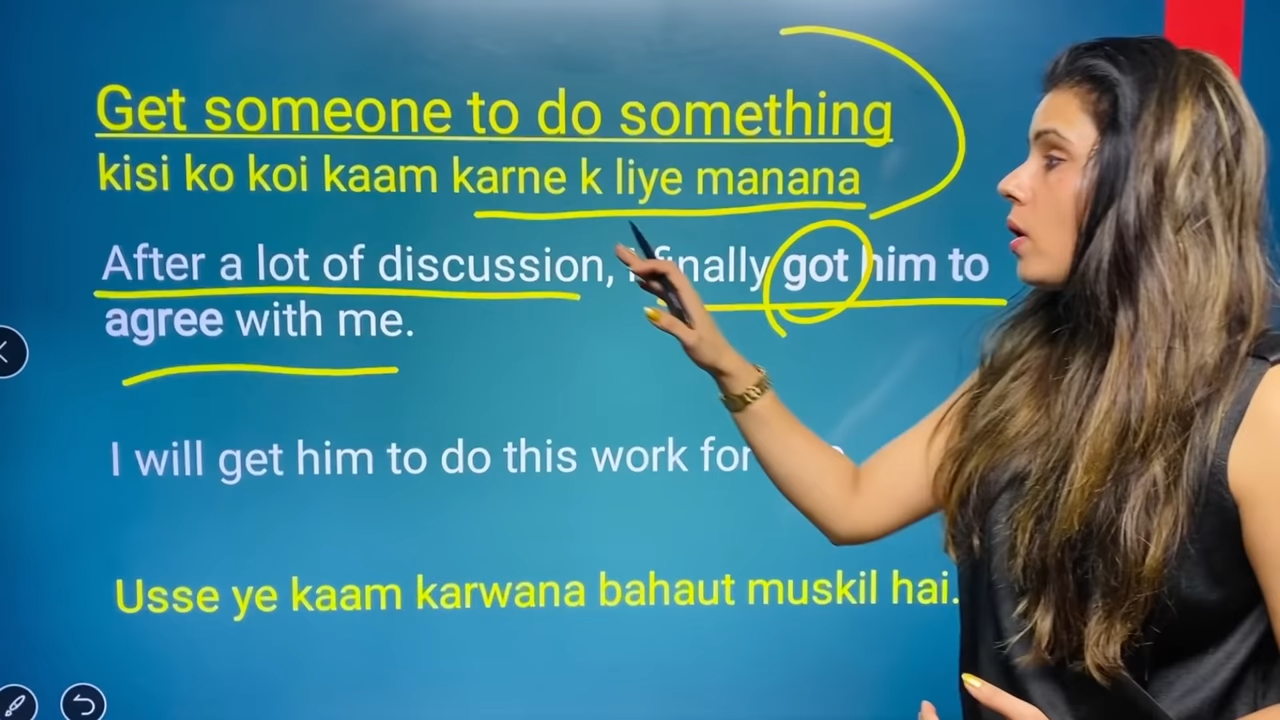 Get someone to do something
kisi ko koi kaam karne k liye manana
After a lot of discussion, finally got him to
agree with me.
I will get him to do this work for
Usse ye kaam karwana bahaut muskil hai.